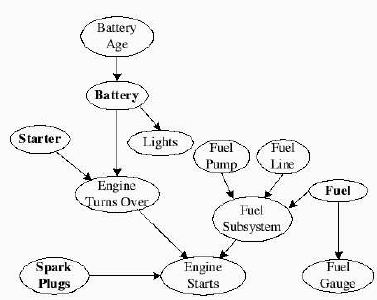 Battery
Age
Battery
Starter
Lights
Fuel
Pump
Fuel
Line
Engine
Turns Over
Fuel
Subsystem
Fuel
Spark
Plugs
Engine
Starts
Fuel
Gauge